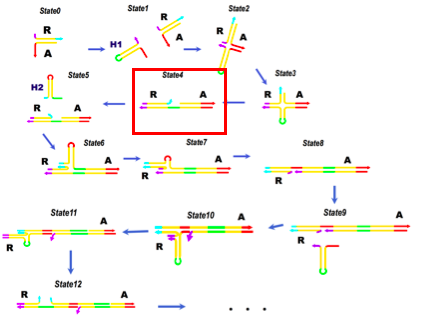 State0
R
A
State1
H1
R
A
State2
R
A
State3
R
A
State4
R
A
State5
H2
R
A
State6
R
A
State7
R
A
State8
R
A
State9
R
A
State10
R
A
State11
R
A
State12
R
A
. . .